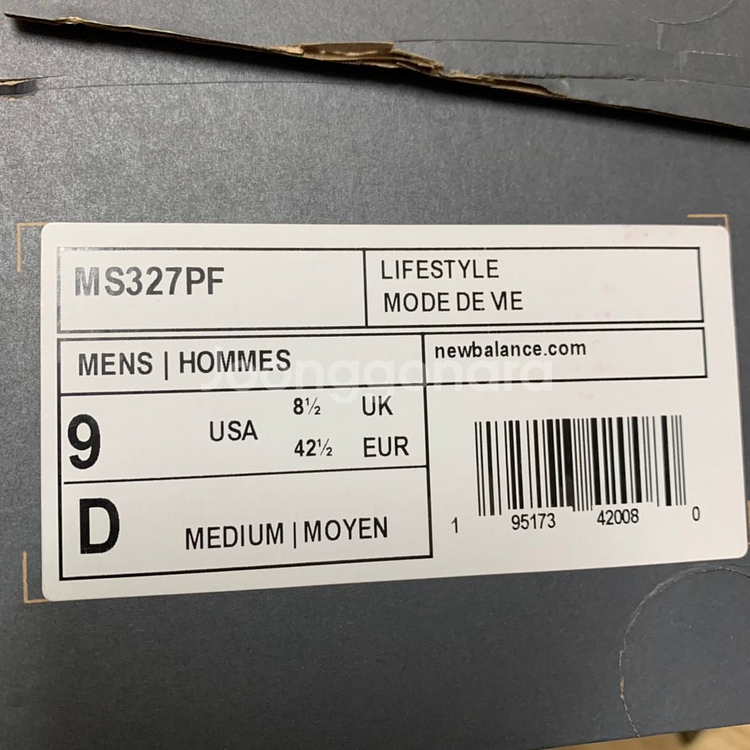 MS327PF
LIFESTYLE
MODE DE VIE
MENS | HOMMES
newbalance.com
joonggonara
9 USA 8½ UK
42½ EUR
D MEDIUM | MOYEN
1 95173 42008 0